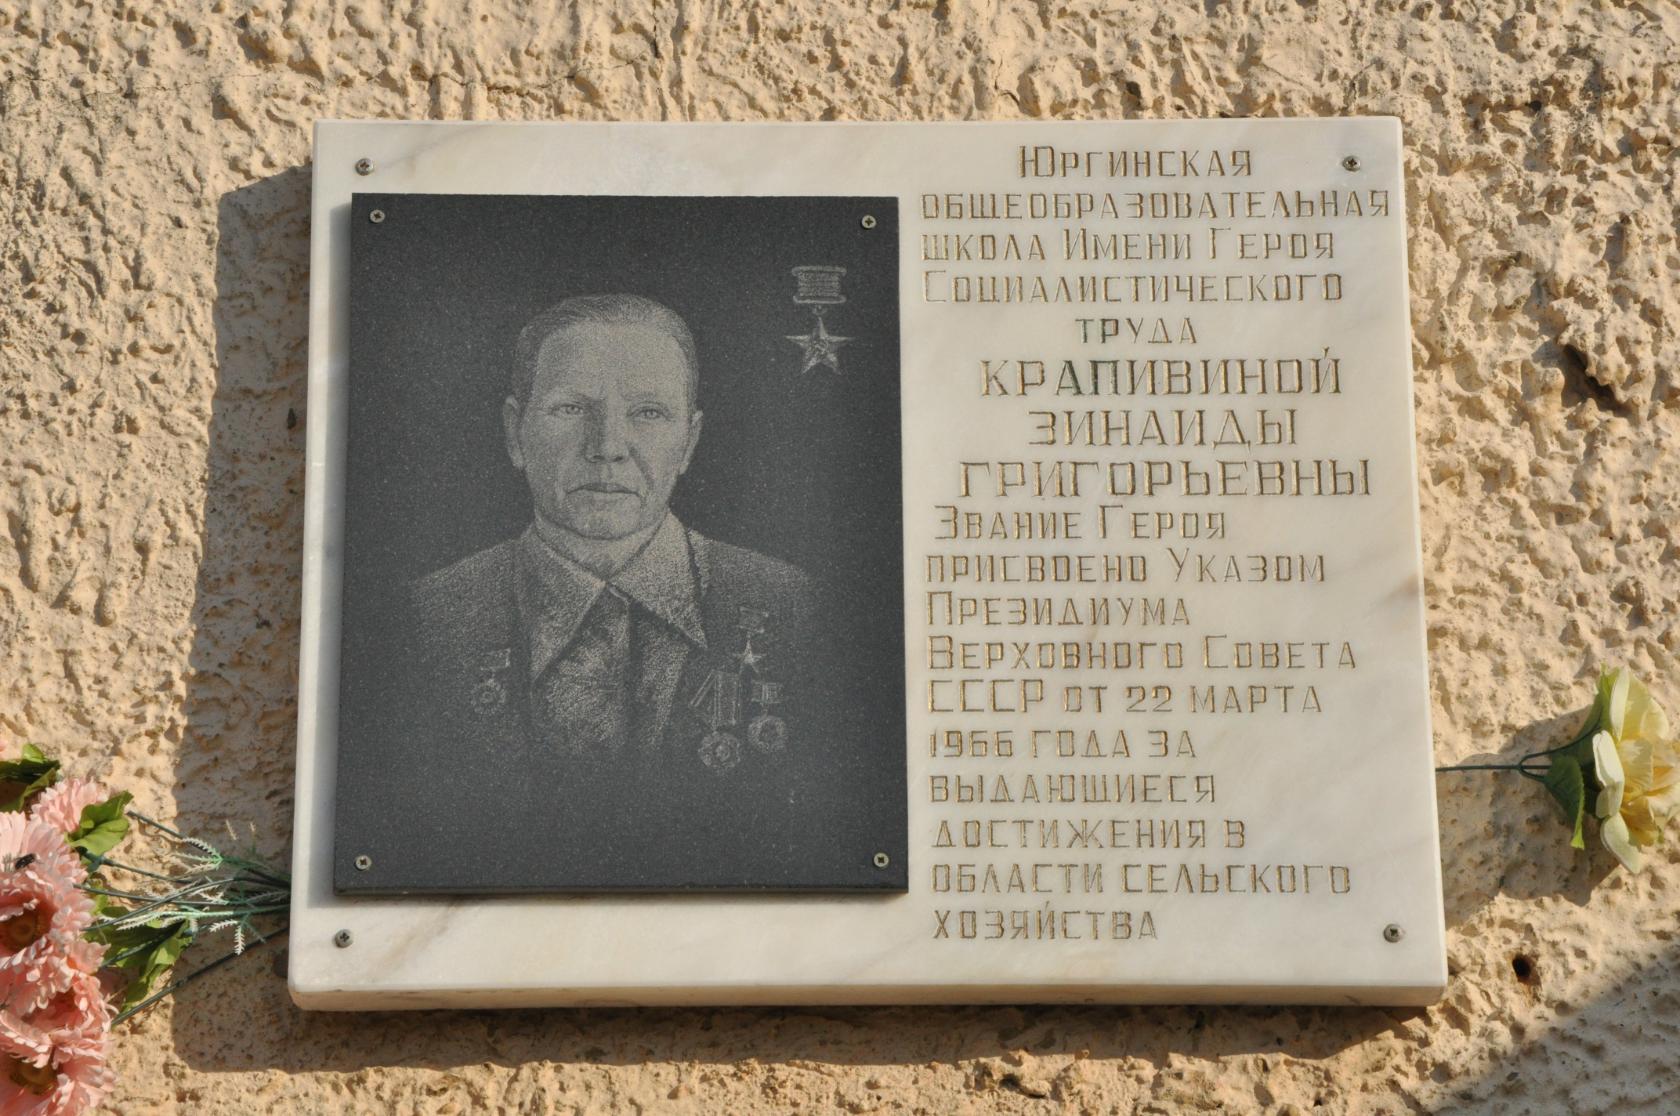 Юргинская
общеобразовательная
школа Имени Героя
Социалистического
труда
КРАПИВИНОЙ
ЗИНАИДЫ
ГРИГОРЬЕВНЫ
Звание Героя
присвоено Указом
Президиума
Верховного Совета
СССР от 22 марта
1966 года за
выдающиеся
достижения в
области сельского
хозяйства